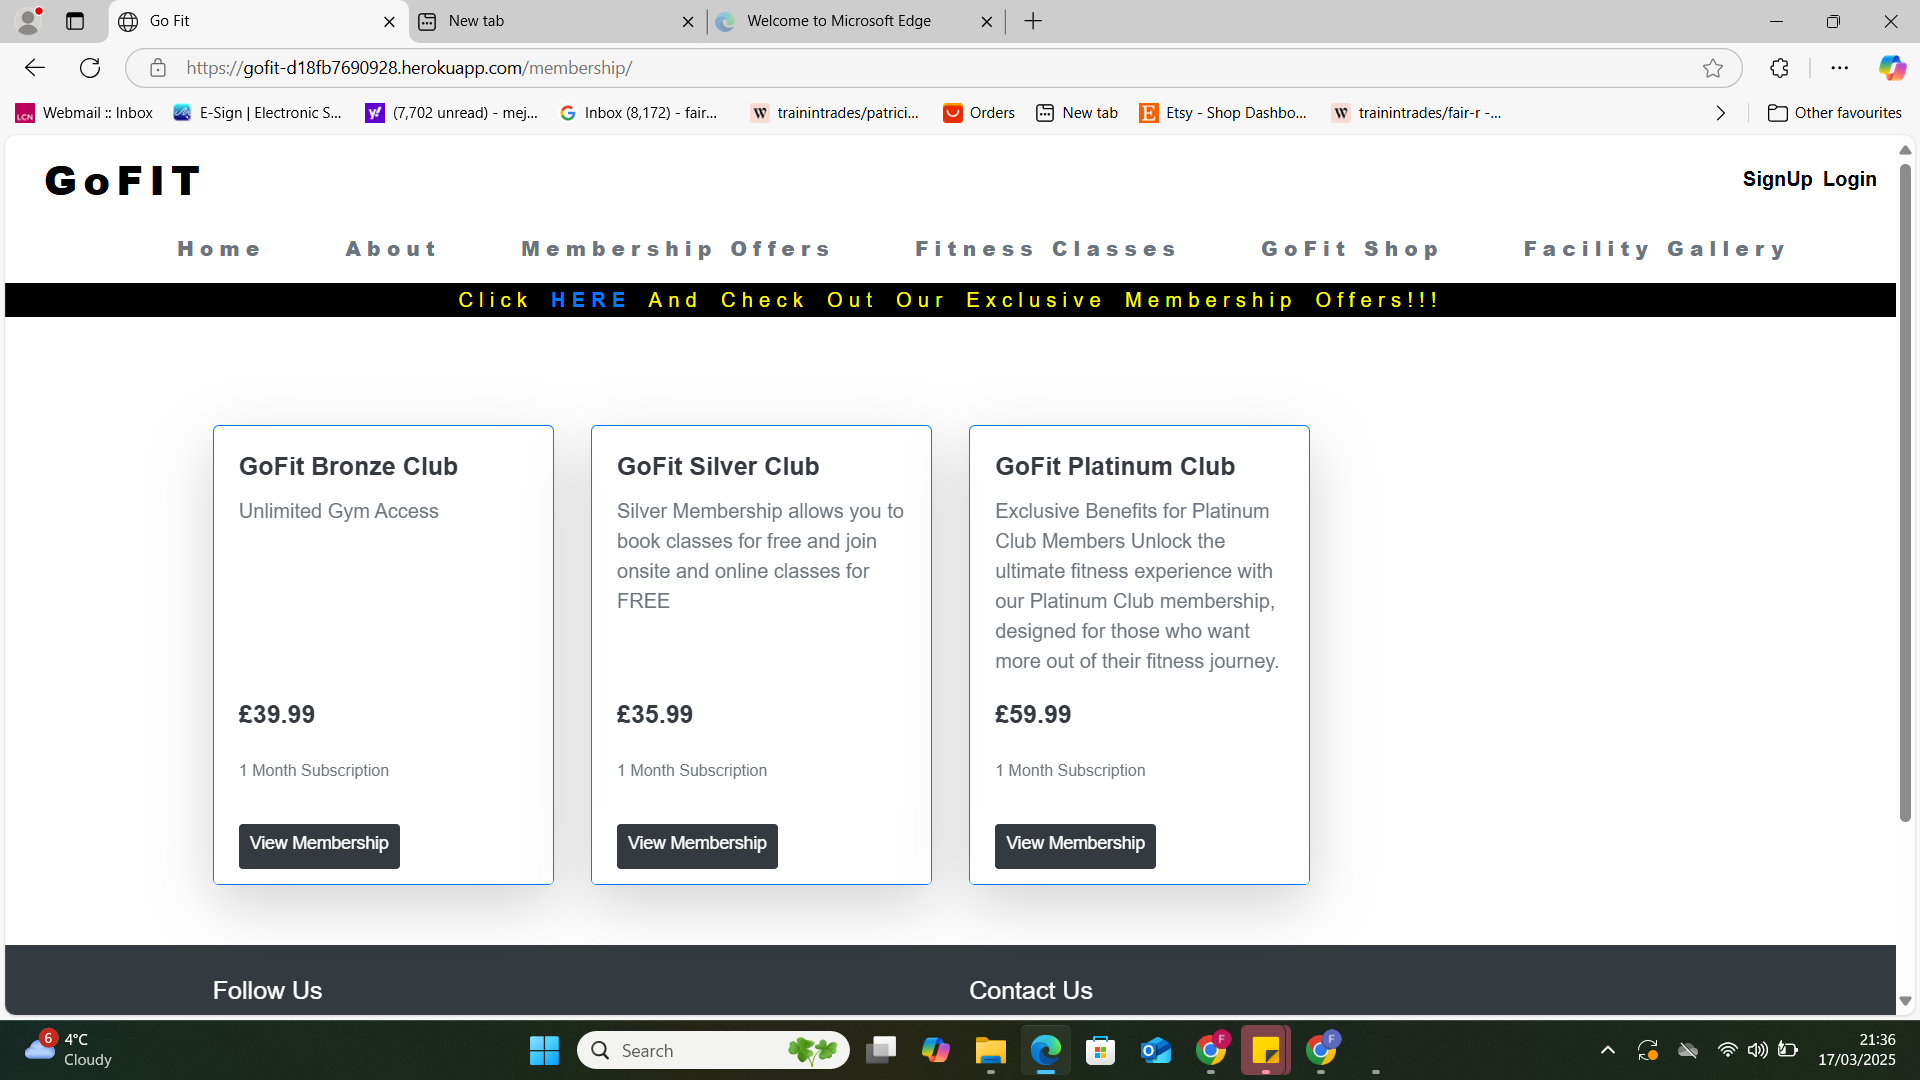 Go Fit
New tab
Welcome to Microsoft Edge
https://gofit-d18fb7690928.herokuapp.com/membership/
LCN Webmail :: Inbox
E-Sign | Electronic S...
(7,702 unread) - mej...
Inbox (8,172) - fair...
trainintrades/patrici...
Orders
New tab
Etsy - Shop Dashbo...
trainintrades/fair-r -...
Other favourites
GoFIT
SignUp Login
Home
About
Membership Offers
Fitness Classes
GoFit Shop
Facility Gallery
Click HERE And Check Out Our Exclusive Membership Offers!!!
GoFit Bronze Club
Unlimited Gym Access
£39.99
1 Month Subscription
View Membership
GoFit Silver Club
Silver Membership allows you to
book classes for free and join
onsite and online classes for
FREE
£35.99
1 Month Subscription
View Membership
GoFit Platinum Club
Exclusive Benefits for Platinum
Club Members Unlock the
ultimate fitness experience with
our Platinum Club membership,
designed for those who want
more out of their fitness journey.
£59.99
1 Month Subscription
View Membership
Follow Us
Contact Us
6
4°C
Cloudy
Search
F
F
21:36
17/03/2025